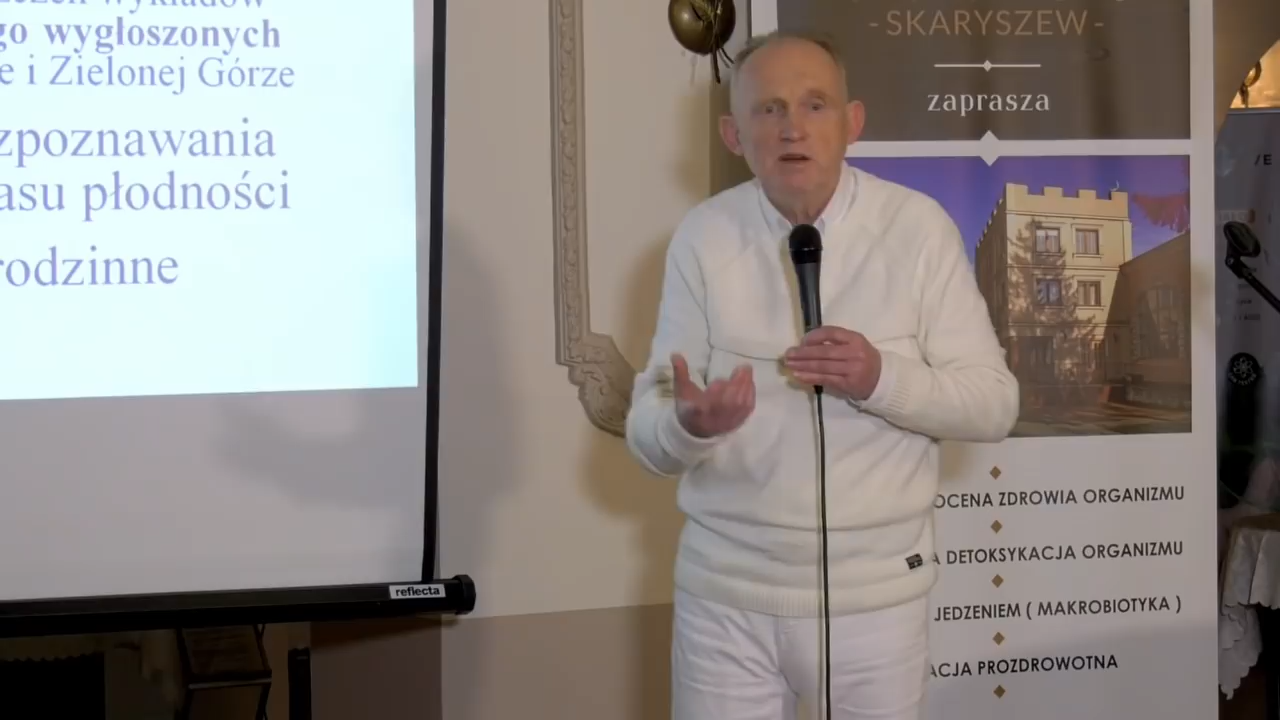 wykładów
go wygłoszonych
e i Zielonej Górze
zpoznawania
asu płodności
rodzinne
reflecta
- SKARYSZEW -
zaprasza
OCENA ZDROWIA ORGANIZMU
A DETOKSYKACJA ORGANIZMU
JEDZENIEM ( MAKROBIOTYKA )
ACJA PROZDROWOTNA